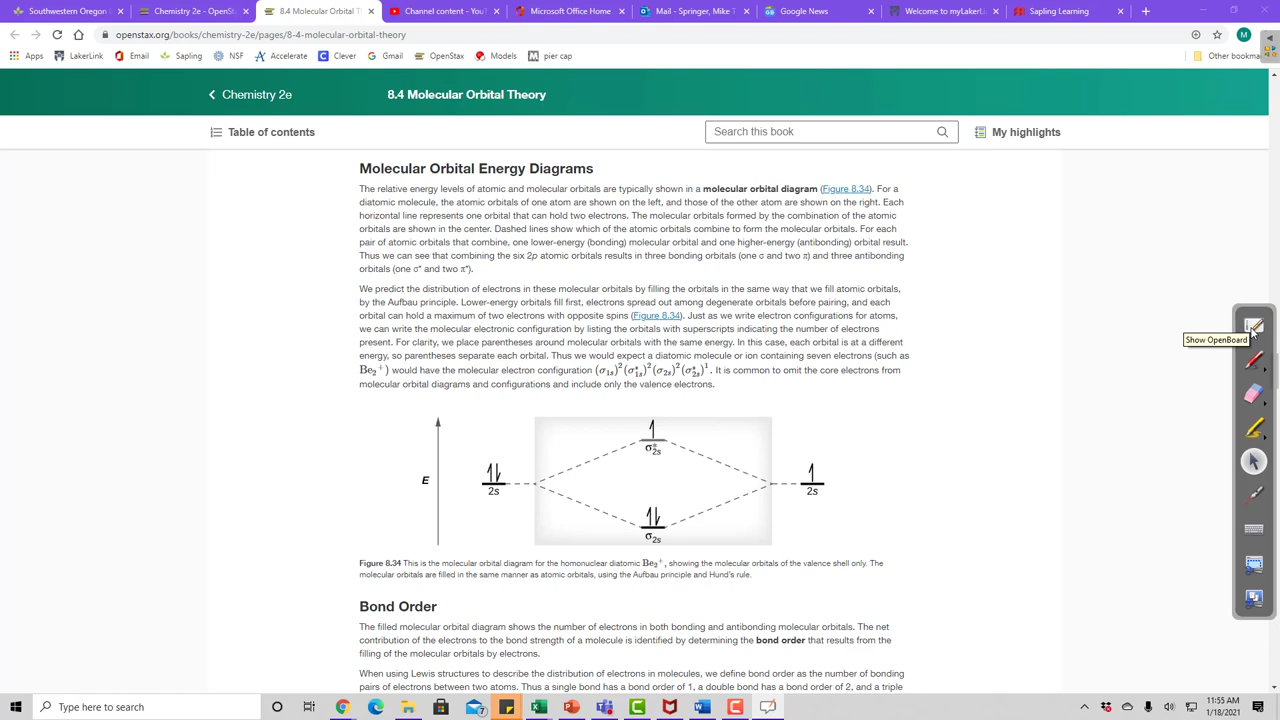 Southwestern Oregon
Chemistry 2e - OpenSt
8.4 Molecular Orbital T
Channel content - YouT
Microsoft Office Home
Mail - Springer, Mike T
Google News
Welcome to myLakerL
Sapling Learning
openstax.org/books/chemistry-2e/pages/8-4-molecular-orbital-theory
M
Apps
LakerLink
Email
Sapling
NSF
Accelerate
Clever
Gmail
OpenStax
Models
pier cap
Other bookma
Chemistry 2e
8.4 Molecular Orbital Theory
Table of contents
Search this book
My highlights
Molecular Orbital Energy Diagrams
The relative energy levels of atomic and molecular orbitals are typically shown in a molecular orbital diagram (Figure 8.34). For a
diatomic molecule, the atomic orbitals of one atom are shown on the left, and those of the other atom are shown on the right. Each
horizontal line represents one orbital that can hold two electrons. The molecular orbitals formed by the combination of the atomic
orbitals are shown in the center. Dashed lines show which of the atomic orbitals combine to form the molecular orbitals. For each
pair of atomic orbitals that combine, one lower-energy (bonding) molecular orbital and one higher-energy (antibonding) orbital result.
Thus we can see that combining the six 2p atomic orbitals results in three bonding orbitals (one σ and two π) and three antibonding
orbitals (one σ* and two π*).
We predict the distribution of electrons in these molecular orbitals by filling the orbitals in the same way that we fill atomic orbitals,
by the Aufbau principle. Lower-energy orbitals fill first, electrons spread out among degenerate orbitals before pairing, and each
orbital can hold a maximum of two electrons with opposite spins (Figure 8.34). Just as we write electron configurations for atoms,
we can write the molecular electronic configuration by listing the orbitals with superscripts indicating the number of electrons
present. For clarity, we place parentheses around molecular orbitals with the same energy. In this case, each orbital is at a different
energy, so parentheses separate each orbital. Thus we would expect a diatomic molecule or ion containing seven electrons (such as
Be₂⁺) would have the molecular electron configuration (σ1s)²(σ*1s)²(σ2s)²(σ*2s)¹. It is common to omit the core electrons from
molecular orbital diagrams and configurations and include only the valence electrons.
Show OpenBoard
E
σ*2s
2s
2s
σ2s
Figure 8.34 This is the molecular orbital diagram for the homonuclear diatomic Be₂⁺, showing the molecular orbitals of the valence shell only. The
molecular orbitals are filled in the same manner as atomic orbitals, using the Aufbau principle and Hund's rule.
Bond Order
The filled molecular orbital diagram shows the number of electrons in both bonding and antibonding molecular orbitals. The net
contribution of the electrons to the bond strength of a molecule is identified by determining the bond order that results from the
filling of the molecular orbitals by electrons.
When using Lewis structures to describe the distribution of electrons in molecules, we define bond order as the number of bonding
pairs of electrons between two atoms. Thus a single bond has a bond order of 1, a double bond has a bond order of 2, and a triple
Type here to search
7
11:55 AM
1/18/2021